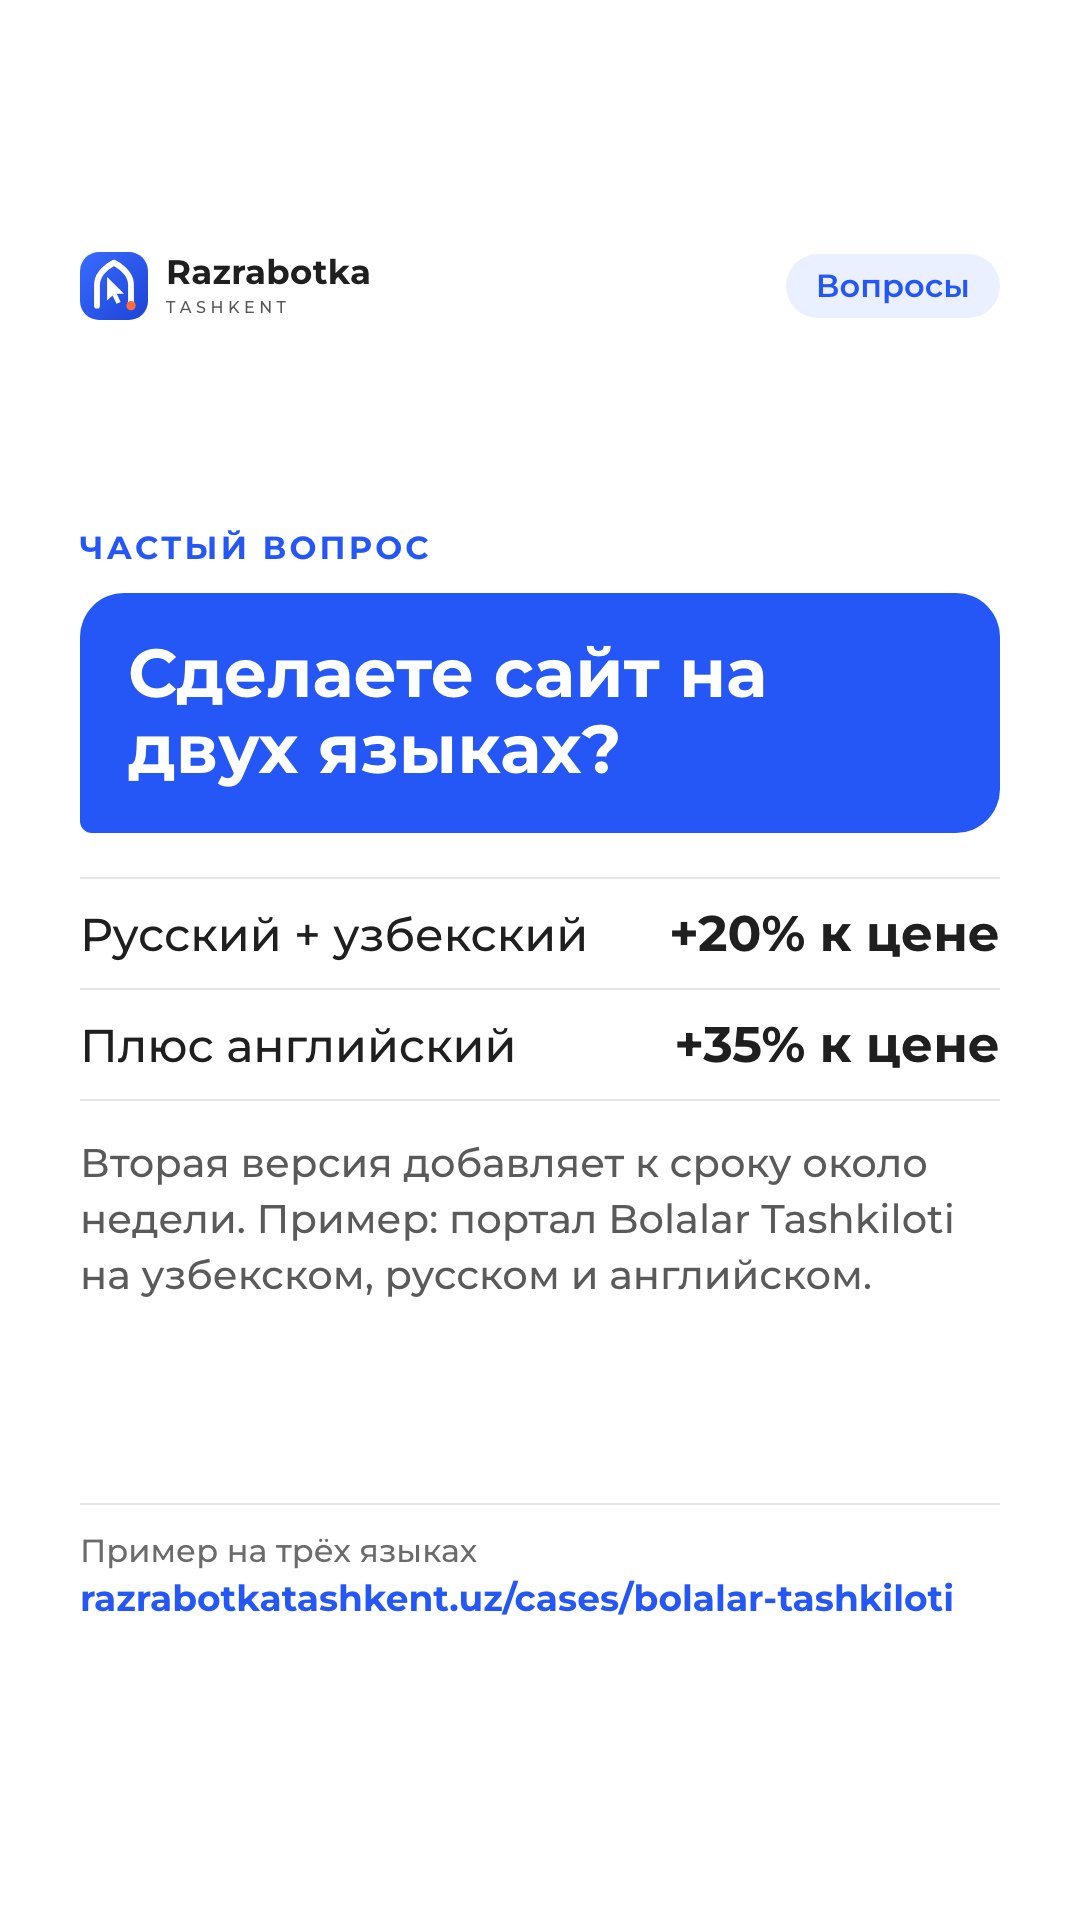 Razrabotka
TASHKENT
Вопросы
ЧАСТЫЙ ВОПРОС
Сделаете сайт на
двух языках?
Русский + узбекский +20% к цене
Плюс английский +35% к цене
Вторая версия добавляет к сроку около
недели. Пример: портал Bolalar Tashkiloti
на узбекском, русском и английском.
Пример на трёх языках
razrabotkatashkent.uz/cases/bolalar-tashkiloti